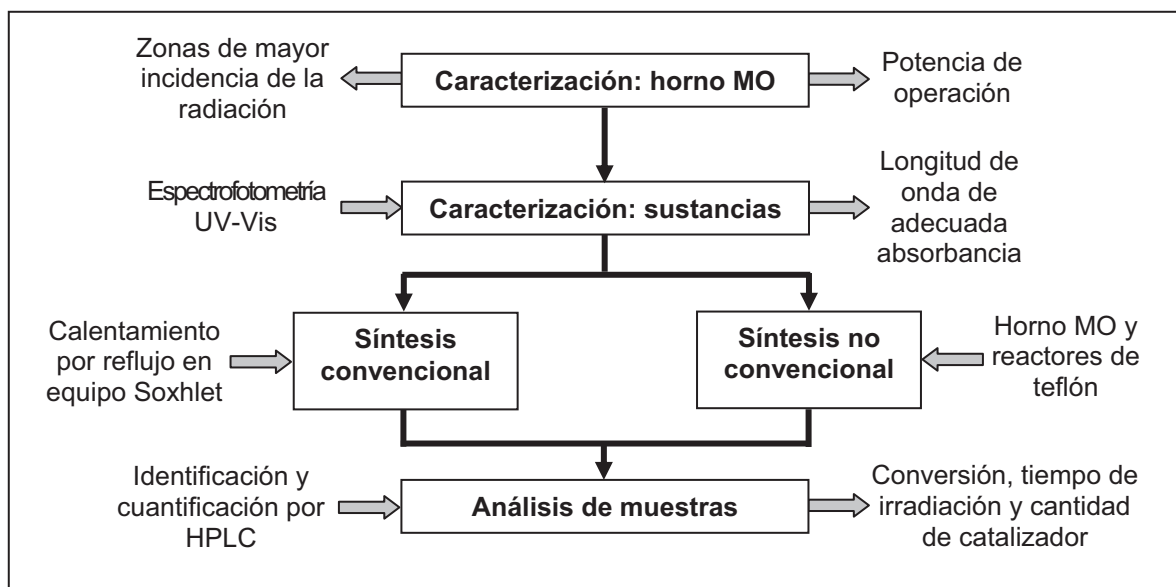 Zonas de mayor
incidencia de la
radiación
Caracterización: horno MO
Potencia de
operación
Espectrofotometría
UV-Vis
Caracterización: sustancias
Longitud de
onda de
adecuada
absorbancia
Calentamiento
por reflujo en
equipo Soxhlet
Síntesis
convencional
Síntesis no
convencional
Horno MO y
reactores de
teflón
Identificación y
cuantificación por
HPLC
Análisis de muestras
Conversión, tiempo de
irradiación y cantidad
de catalizador